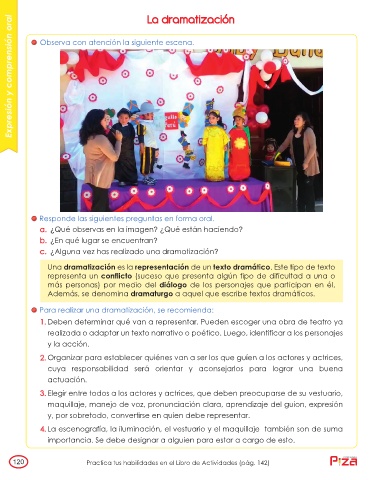 La dramatización
Expresión y comprensión oral
Observa con atención la siguiente escena.
Responde las siguientes preguntas en forma oral.
a. ¿Qué observas en la imagen? ¿Qué están haciendo?
b. ¿En qué lugar se encuentran?
c. ¿Alguna vez has realizado una dramatización?
Una dramatización es la representación de un texto dramático. Este tipo de texto
representa un conflicto (suceso que presenta algún tipo de dificultad a una o
más personas) por medio del diálogo de los personajes que participan en él.
Además, se denomina dramaturgo a aquel que escribe textos dramáticos.
Para realizar una dramatización, se recomienda:
1. Deben determinar qué van a representar. Pueden escoger una obra de teatro ya
realizada o adaptar un texto narrativo o poético. Luego, identificar a los personajes
y la acción.
2. Organizar para establecer quiénes van a ser los que guíen a los actores y actrices,
cuya responsabilidad será orientar y aconsejarlos para lograr una buena
actuación.
3. Elegir entre todos a los actores y actrices, que deben preocuparse de su vestuario,
maquillaje, manejo de voz, pronunciación clara, aprendizaje del guion, expresión
y, por sobretodo, convertirse en quien debe representar.
4. La escenografía, la iluminación, el vestuario y el maquillaje también son de suma
importancia. Se debe designar a alguien para estar a cargo de esto.
120
Practica tus habilidades en el Libro de Actividades (pág. 142)